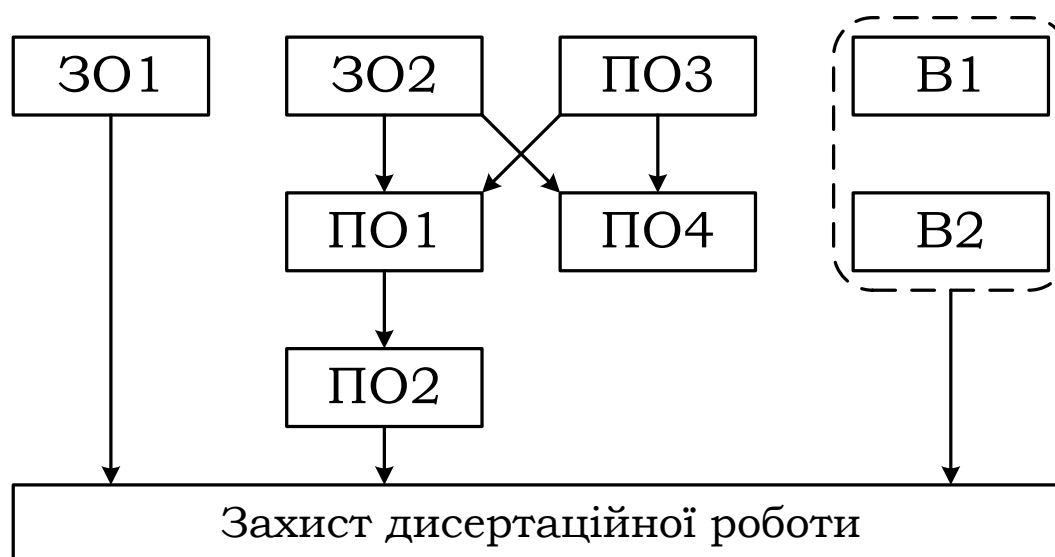 ЗО1
ЗО2
ПО3
В1
ПО1
ПО4
В2
ПО2
Захист дисертаційної роботи